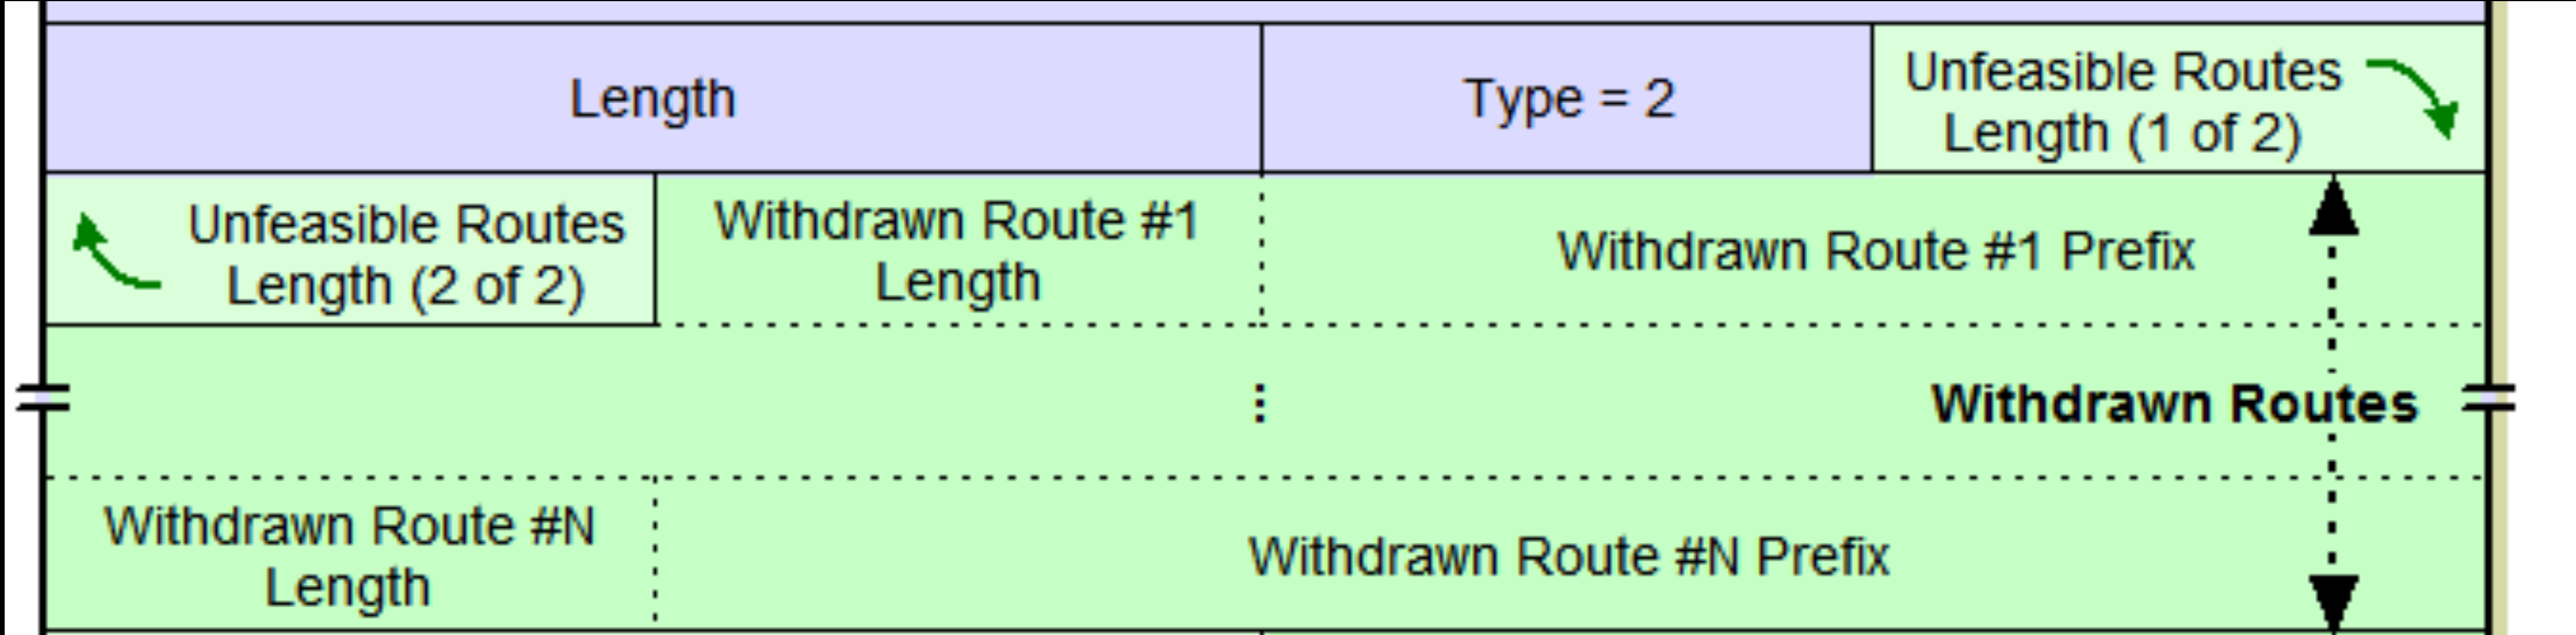 Length
Type = 2
Unfeasible Routes
Length (1 of 2)
Unfeasible Routes
Length (2 of 2)
Withdrawn Route #1
Length
Withdrawn Route #1 Prefix
Withdrawn Routes
Withdrawn Route #N
Length
Withdrawn Route #N Prefix